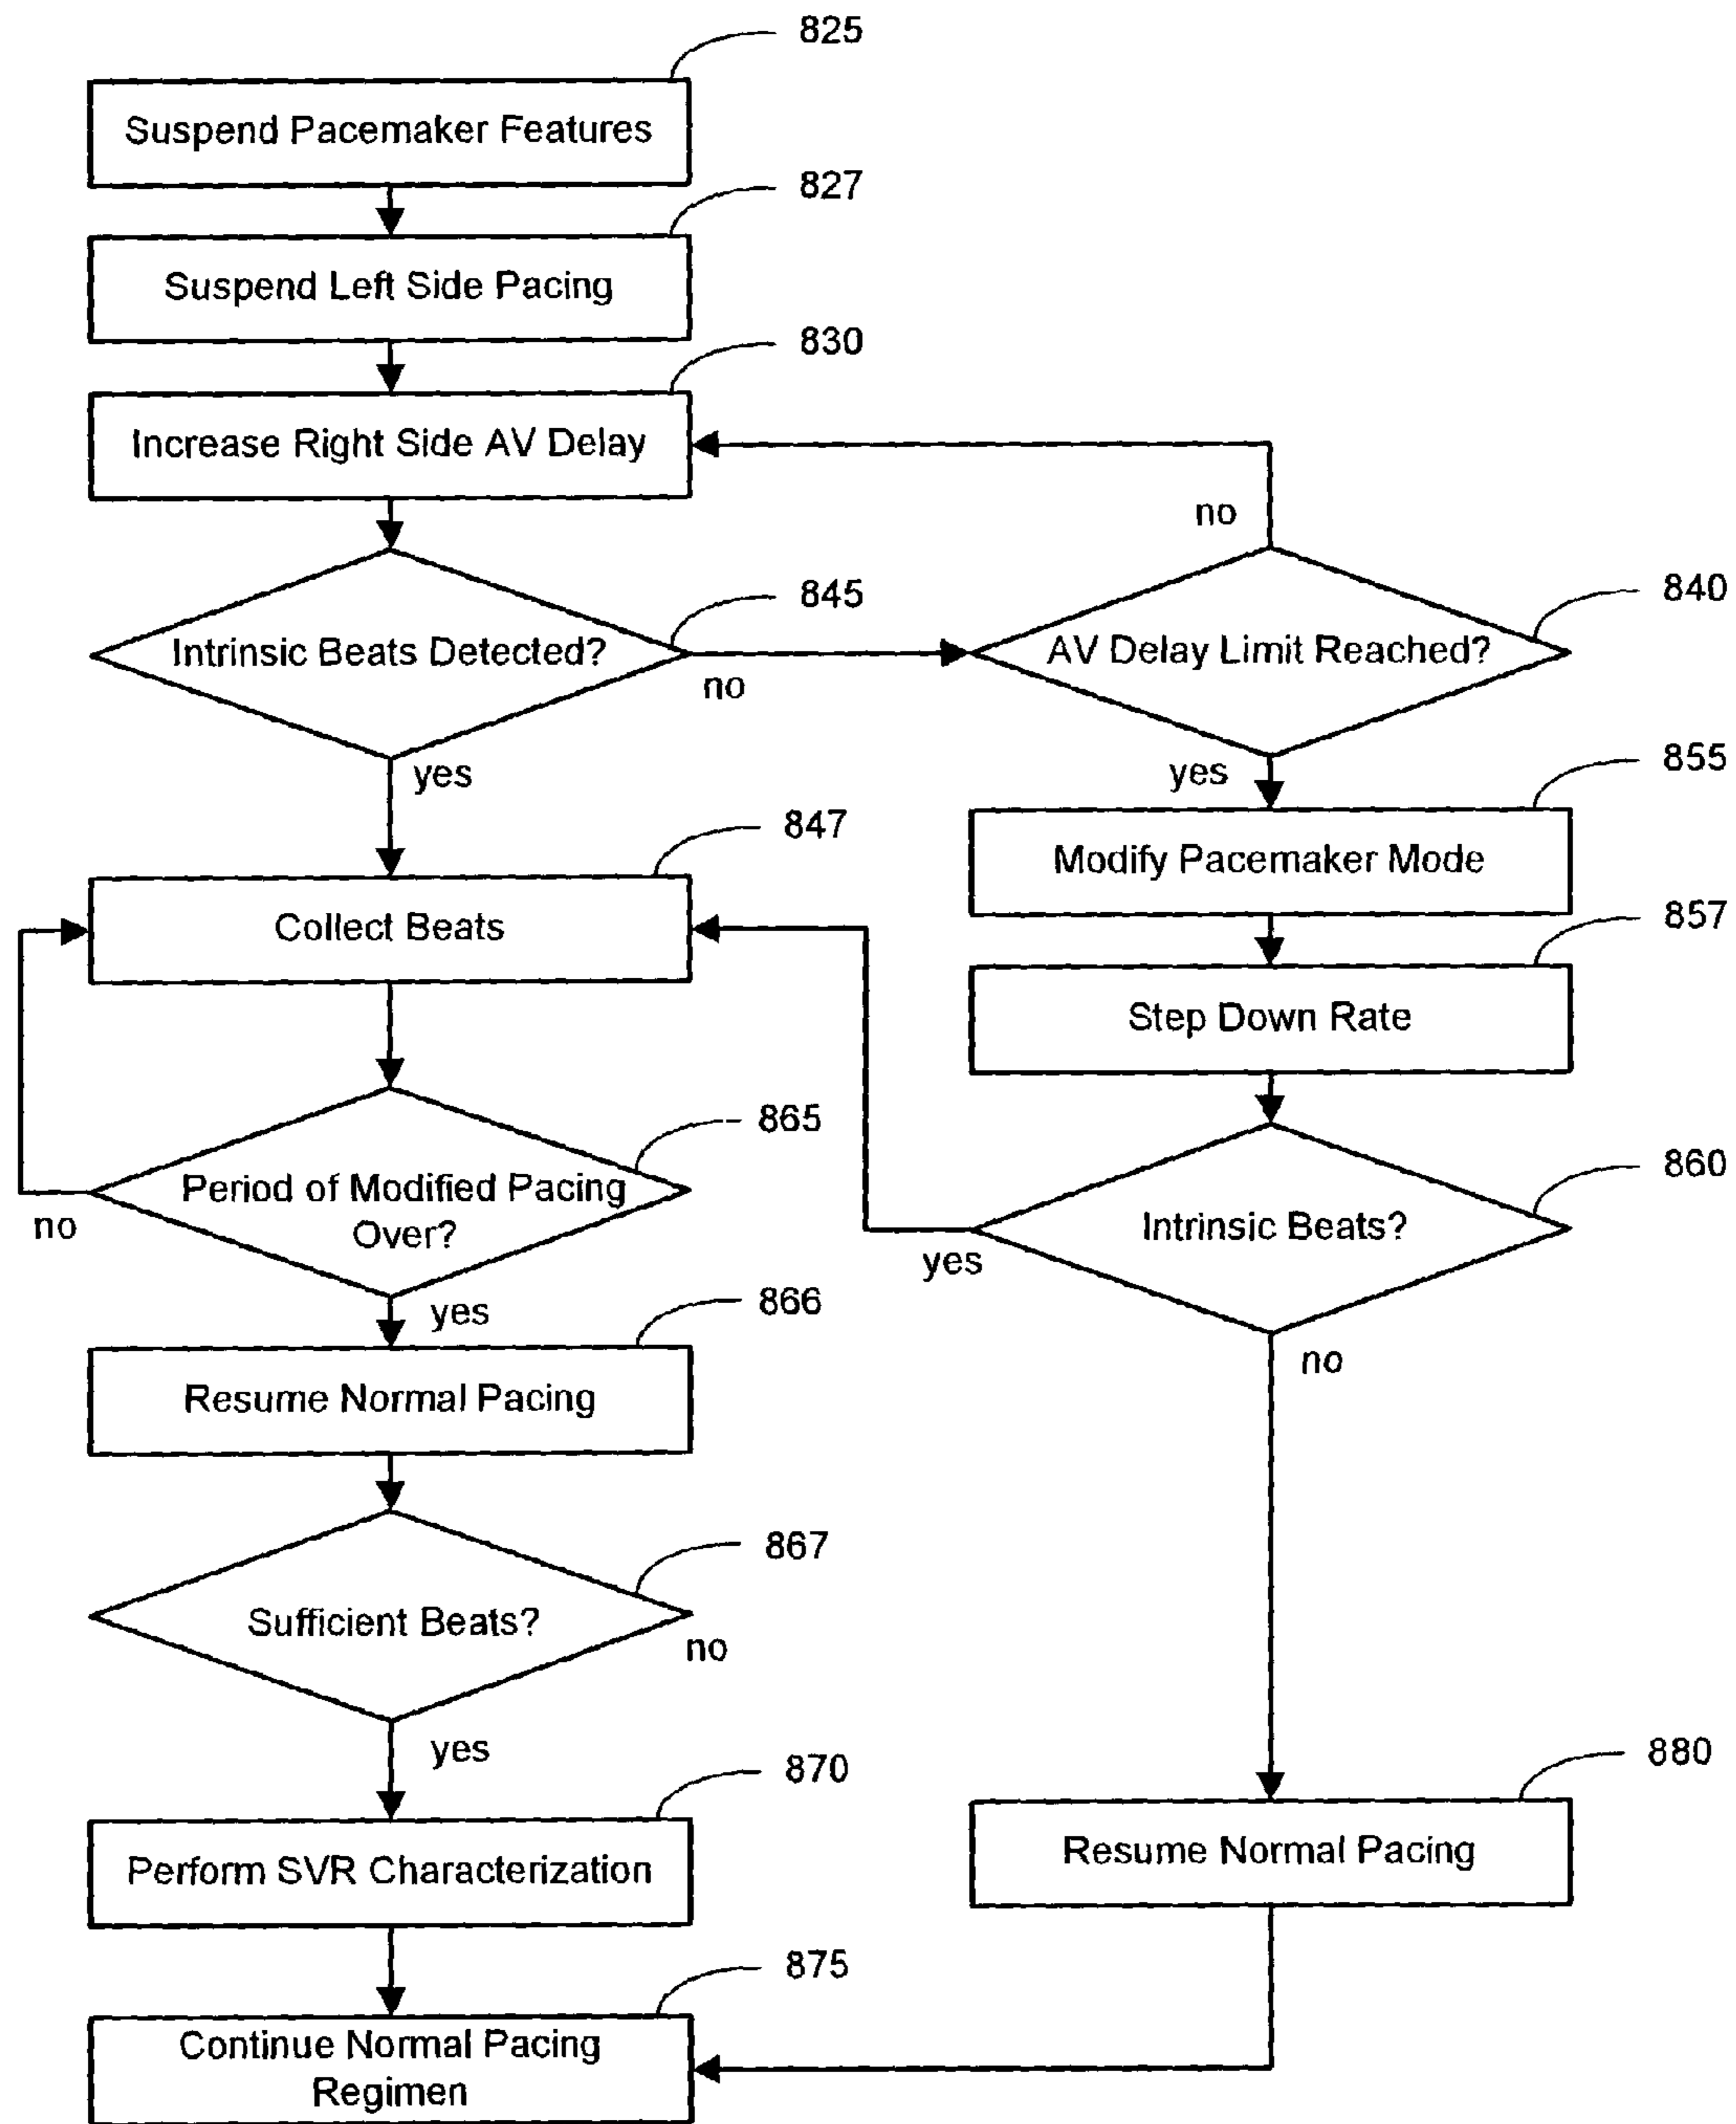 825
Suspend Pacemaker Features
827
Suspend Left Side Pacing
830
Increase Right Side AV Delay
no
845
Intrinsic Beats Detected?
no
840
AV Delay Limit Reached?
yes
yes
855
Modify Pacemaker Mode
847
Collect Beats
857
Step Down Rate
865
Period of Modified Pacing
Over?
no
yes
860
Intrinsic Beats?
yes
no
866
Resume Normal Pacing
867
Sufficient Beats?
no
yes
870
Perform SVR Characterization
880
Resume Normal Pacing
875
Continue Normal Pacing
Regimen